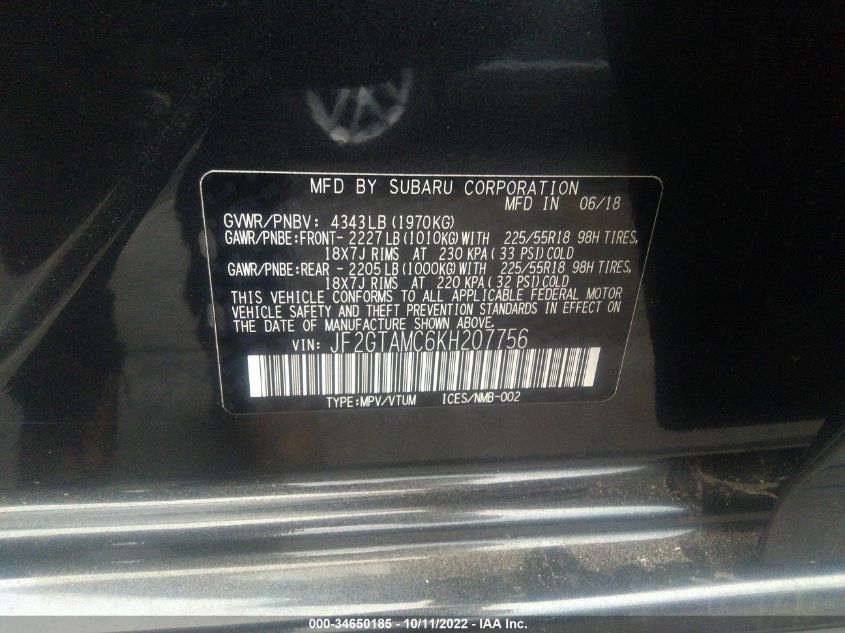 MFD BY SUBARU CORPORATION
MFD IN 06/18
GVWR/PNBV: 4343LB (1970KG)
GAWR/PNBE:FRONT- 2227 LB (1010KG) WITH 225/55R18 98H TIRES,
18X7J RIMS AT 230 KPA ( 33 PSI) COLD
GAWR/PNBE:REAR - 2205 LB (1000KG) WITH 225/55R18 98H TIRES,
18X7J RIMS AT 220 KPA ( 32 PSI) COLD
THIS VEHICLE CONFORMS TO ALL APPLICABLE FEDERAL MOTOR
VEHICLE SAFETY AND THEFT PREVENTION STANDARDS IN EFFECT ON
THE DATE OF MANUFACTURE SHOWN ABOVE.
VIN: JF2GTAMC6KH207756
TYPE:MPV/VTUM ICES/NMB-002
000-34650185 - 10/11/2022 - IAA Inc.